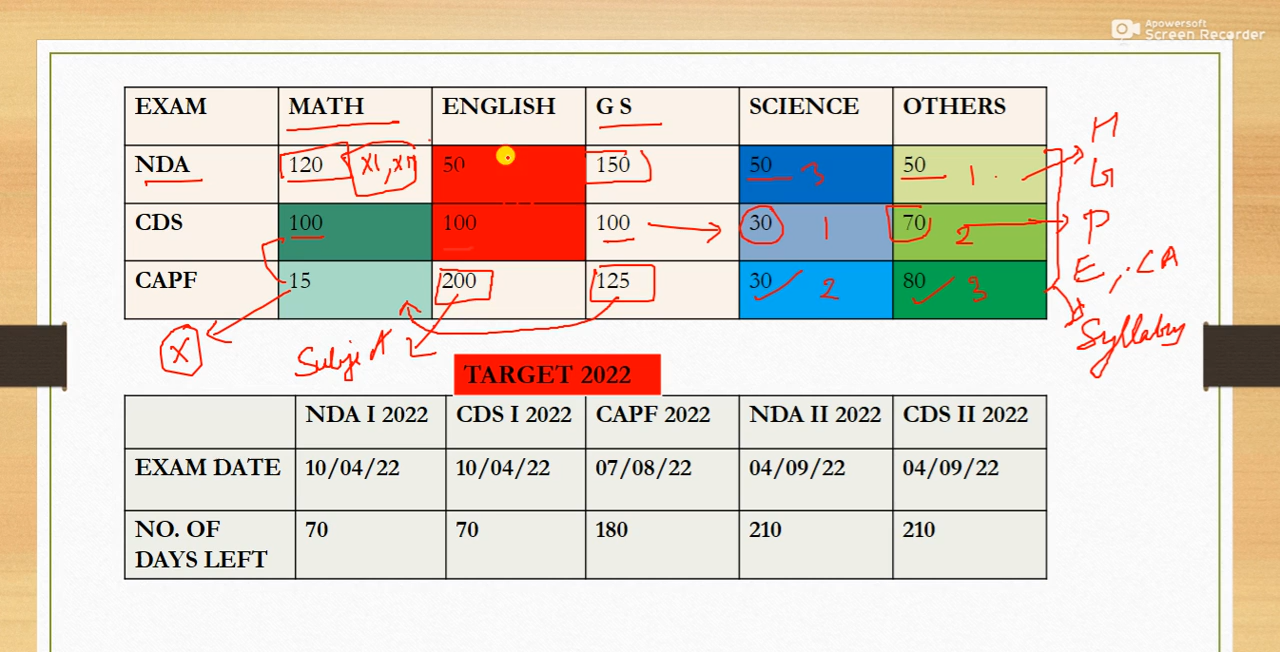 Apowersoft
Screen Recorder
EXAM MATH ENGLISH G S SCIENCE OTHERS
NDA 120 XI, XII 50 150 50 3 50 1
CDS 100 100 100 30 1 70 2
CAPF 15 200 125 30 2 80 3
H
G
P
E, CA
Syllabus
X
Subject
TARGET 2022
NDA I 2022 CDS I 2022 CAPF 2022 NDA II 2022 CDS II 2022
EXAM DATE 10/04/22 10/04/22 07/08/22 04/09/22 04/09/22
NO. OF DAYS LEFT 70 70 180 210 210